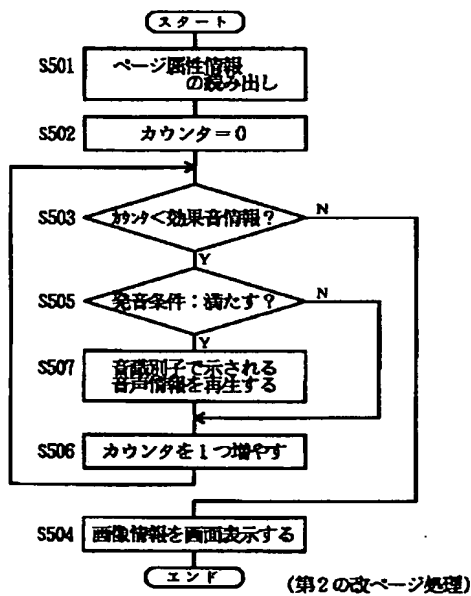 スタート
S501
ページ属性情報
の読み出し
S502
カウンタ＝0
S503
カウンタ＜効果音情報？
N
Y
S505
発音条件：満たす？
N
Y
S507
音識別子で示される
音声情報を再生する
S506
カウンタを1つ増やす
S504
画像情報を画面表示する
エンド
(第2の改ページ処理)